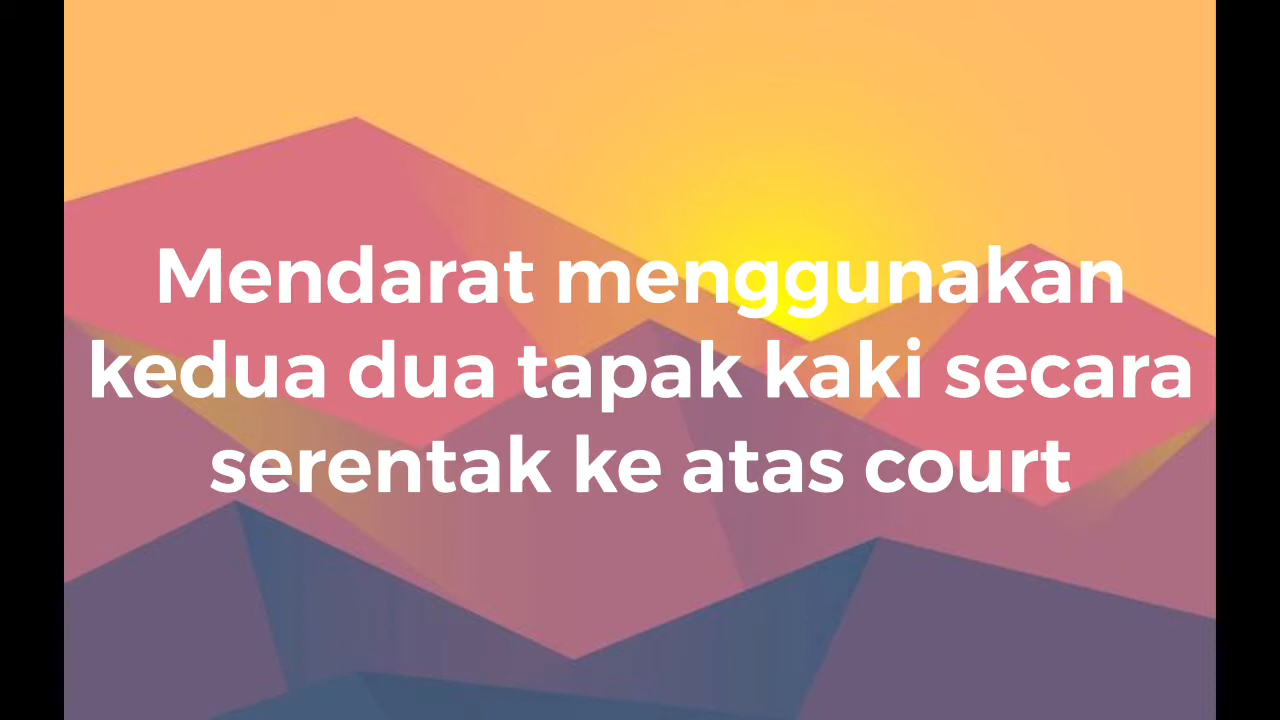 Mendarat menggunakan
kedua dua tapak kaki secara
serentak ke atas court